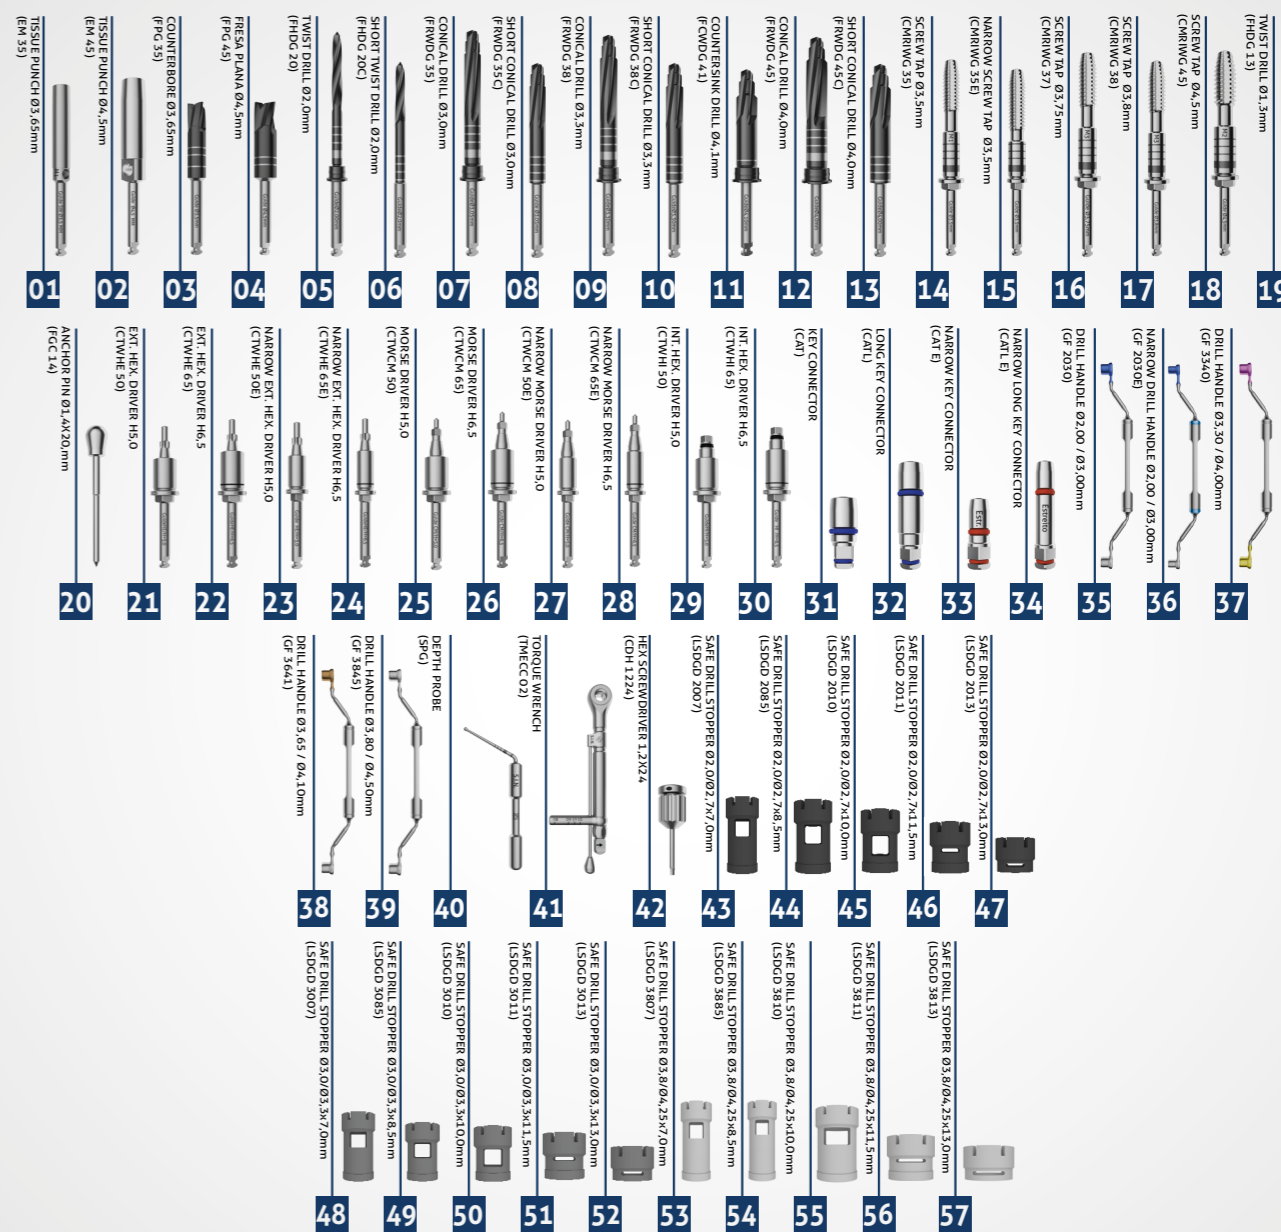 TISSUE PUNCH Ø3,65mm
(EM 35)
01
TISSUE PUNCH Ø4,5mm
(EM 45)
02
COUNTERBORE Ø3,65mm
(FPG 35)
03
FRESA PLANA Ø4,5mm
(FPG 45)
04
TWIST DRILL Ø2,0mm
(FHDG 20)
05
SHORT TWIST DRILL Ø2,0mm
(FHDG 20C)
06
CONICAL DRILL Ø3,0mm
(FRWDG 35)
07
SHORT CONICAL DRILL Ø3,0mm
(FRWDG 35C)
08
CONICAL DRILL Ø3,3mm
(FRWDG 38)
09
SHORT CONICAL DRILL Ø3,3mm
(FRWDG 38C)
10
COUNTERSINK DRILL Ø4,1mm
(FCWDG 41)
11
CONICAL DRILL Ø4,0mm
(FRWDG 45)
12
SHORT CONICAL DRILL Ø4,0mm
(FRWDG 45C)
13
SCREW TAP Ø3,5mm
(CMRIWG 35)
14
NARROW SCREW TAP Ø3,5mm
(CMRIWG 35E)
15
SCREW TAP Ø3,75mm
(CMRIWG 37)
16
SCREW TAP Ø3,8mm
(CMRIWG 38)
17
SCREW TAP Ø4,5mm
(CMRIWG 45)
18
TWIST DRILL Ø1,3mm
(FHDG 13)
19
ANCHOR PIN Ø1,4X20,mm
(FGC 14)
20
EXT. HEX. DRIVER H5,0
(CTWHE 50)
21
EXT. HEX. DRIVER H6,5
(CTWHE 65)
22
NARROW EXT. HEX. DRIVER H5,0
(CTWHE 50E)
23
NARROW EXT. HEX. DRIVER H6,5
(CTWHE 65E)
24
MORSE DRIVER H5,0
(CTWCM 50)
25
MORSE DRIVER H6,5
(CTWCM 65)
26
NARROW MORSE DRIVER H5,0
(CTWCM 50E)
27
NARROW MORSE DRIVER H6,5
(CTWCM 65E)
28
INT. HEX. DRIVER H5,0
(CTWHI 50)
29
INT. HEX. DRIVER H6,5
(CTWHI 65)
30
KEY CONNECTOR
(CAT)
31
LONG KEY CONNECTOR
(CATL)
32
NARROW KEY CONNECTOR
(CAT E)
Estr.
33
NARROW LONG KEY CONNECTOR
(CATL E)
Estreito
34
DRILL HANDLE Ø2,00 / Ø3,00mm
(GF 2030)
35
NARROW DRILL HANDLE Ø2,00 / Ø3,00mm
(GF 2030E)
36
DRILL HANDLE Ø3,30 / Ø4,00mm
(GF 3340)
37
DRILL HANDLE Ø3,65 / Ø4,10mm
(GF 3641)
38
DRILL HANDLE Ø3,80 / Ø4,50mm
(GF 3845)
39
DEPTH PROBE
(SPG)
40
TORQUE WRENCH
(TMECC 02)
41
HEX SCREWDRIVER 1,2X24
(CDH 1224)
42
SAFE DRILL STOPPER Ø2,0/Ø2,7x7,0mm
(LSDGD 2007)
43
SAFE DRILL STOPPER Ø2,0/Ø2,7x8,5mm
(LSDGD 2085)
44
SAFE DRILL STOPPER Ø2,0/Ø2,7x10,0mm
(LSDGD 2010)
45
SAFE DRILL STOPPER Ø2,0/Ø2,7x11,5mm
(LSDGD 2011)
46
SAFE DRILL STOPPER Ø2,0/Ø2,7x13,0mm
(LSDGD 2013)
47
SAFE DRILL STOPPER Ø3,0/Ø3,3x7,0mm
(LSDGD 3007)
48
SAFE DRILL STOPPER Ø3,0/Ø3,3x8,5mm
(LSDGD 3085)
49
SAFE DRILL STOPPER Ø3,0/Ø3,3x10,0mm
(LSDGD 3010)
50
SAFE DRILL STOPPER Ø3,0/Ø3,3x11,5mm
(LSDGD 3011)
51
SAFE DRILL STOPPER Ø3,0/Ø3,3x13,0mm
(LSDGD 3013)
52
SAFE DRILL STOPPER Ø3,8/Ø4,25x7,0mm
(LSDGD 3807)
53
SAFE DRILL STOPPER Ø3,8/Ø4,25x8,5mm
(LSDGD 3885)
54
SAFE DRILL STOPPER Ø3,8/Ø4,25x10,0mm
(LSDGD 3810)
55
SAFE DRILL STOPPER Ø3,8/Ø4,25x11,5mm
(LSDGD 3811)
56
SAFE DRILL STOPPER Ø3,8/Ø4,25x13,0mm
(LSDGD 3813)
57